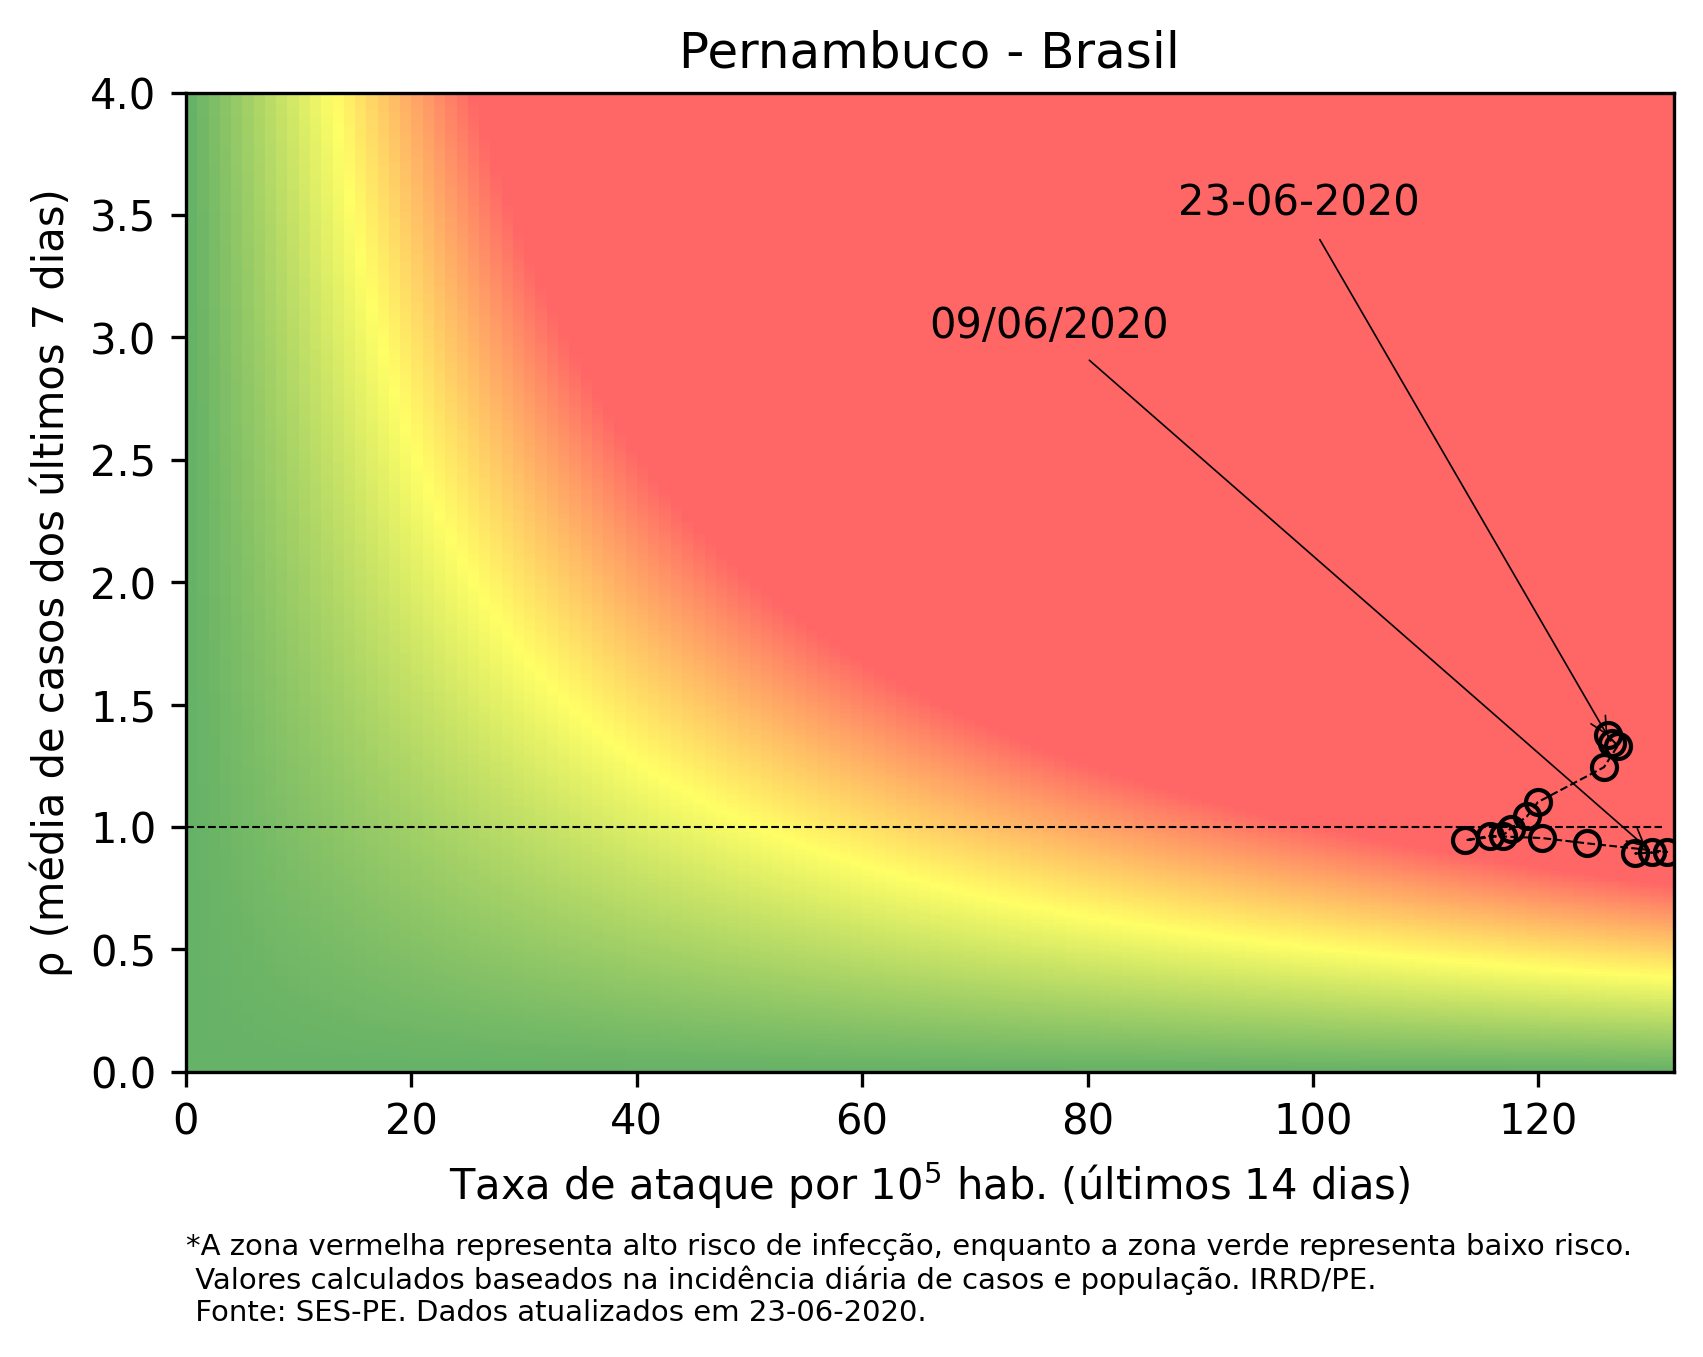 Pernambuco - Brasil
4.0
3.5
3.0
2.5
2.0
1.5
1.0
0.5
0.0
ρ (média de casos dos últimos 7 dias)
23-06-2020
09/06/2020
0 20 40 60 80 100 120
Taxa de ataque por 10⁵ hab. (últimos 14 dias)
*A zona vermelha representa alto risco de infecção, enquanto a zona verde representa baixo risco.
Valores calculados baseados na incidência diária de casos e população. IRRD/PE.
Fonte: SES-PE. Dados atualizados em 23-06-2020.